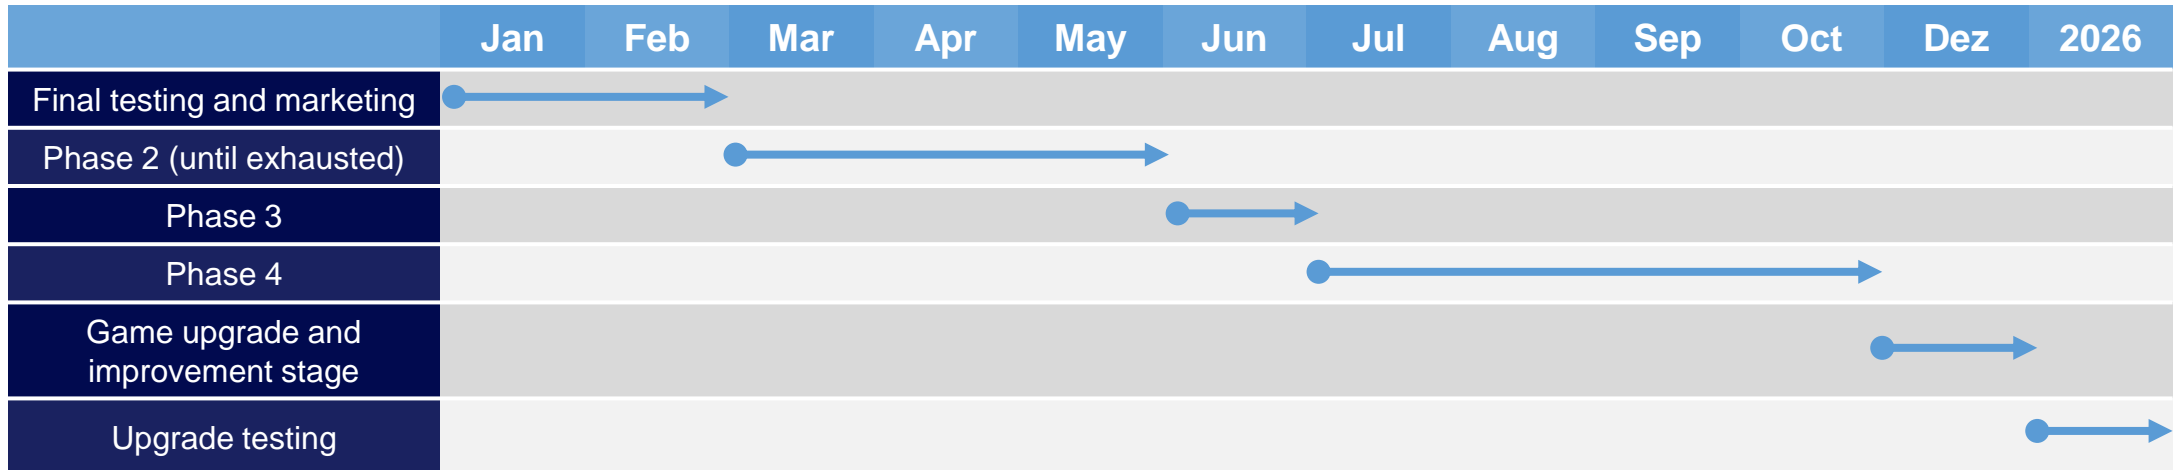 Jan Feb Mar Apr May Jun Jul Aug Sep Oct Dez 2026
Final testing and marketing
Phase 2 (until exhausted)
Phase 3
Phase 4
Game upgrade and
improvement stage
Upgrade testing